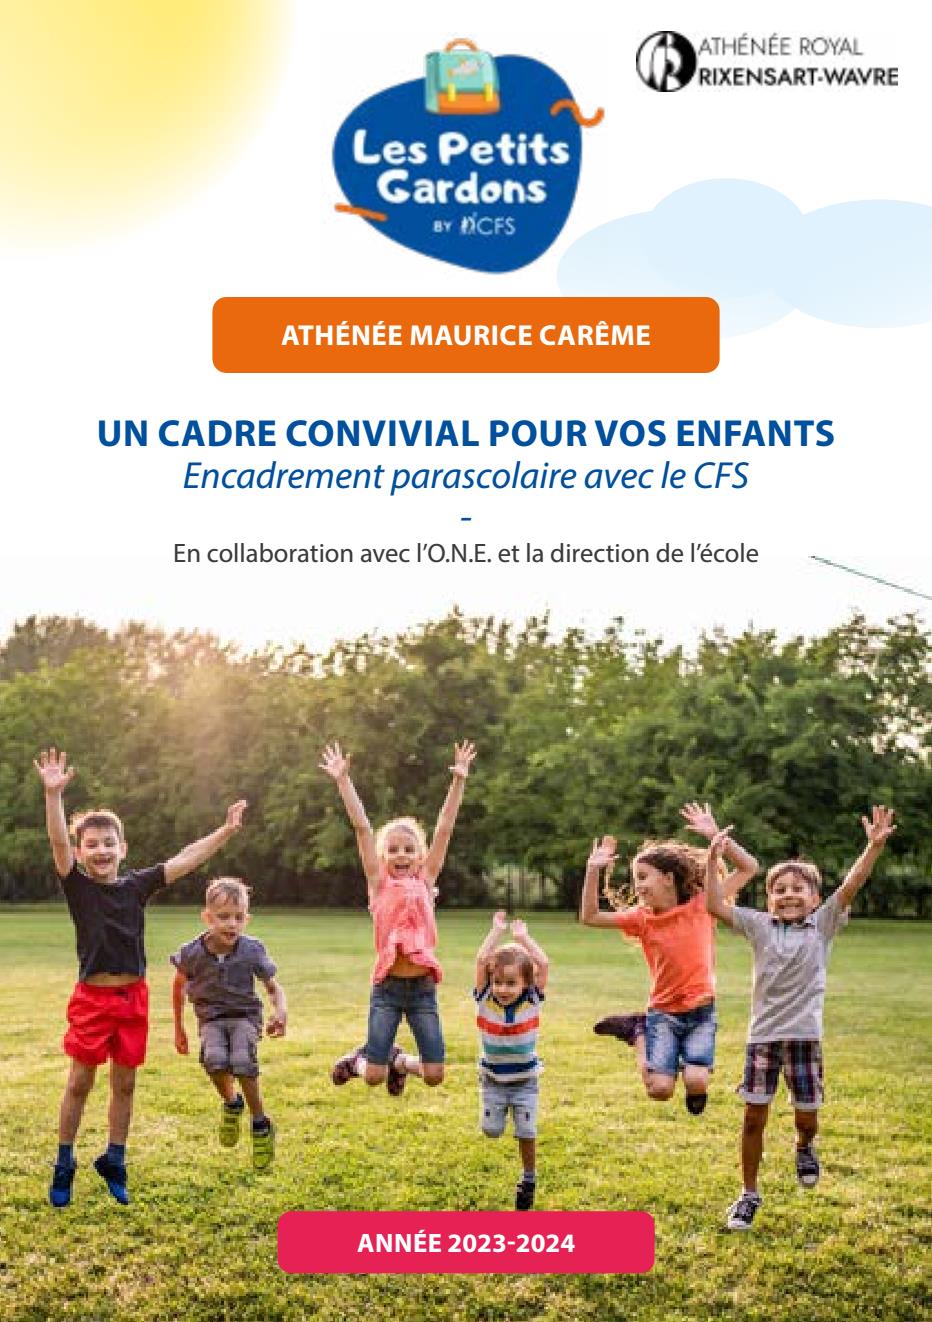 ATHÉNÉE ROYAL
RIXENSART-WAVRE
Les Petits
Gardons
BY CFS
ATHÉNÉE MAURICE CARÊME
UN CADRE CONVIVIAL POUR VOS ENFANTS
Encadrement parascolaire avec le CFS
-
En collaboration avec l’O.N.E. et la direction de l’école
ANNÉE 2023-2024